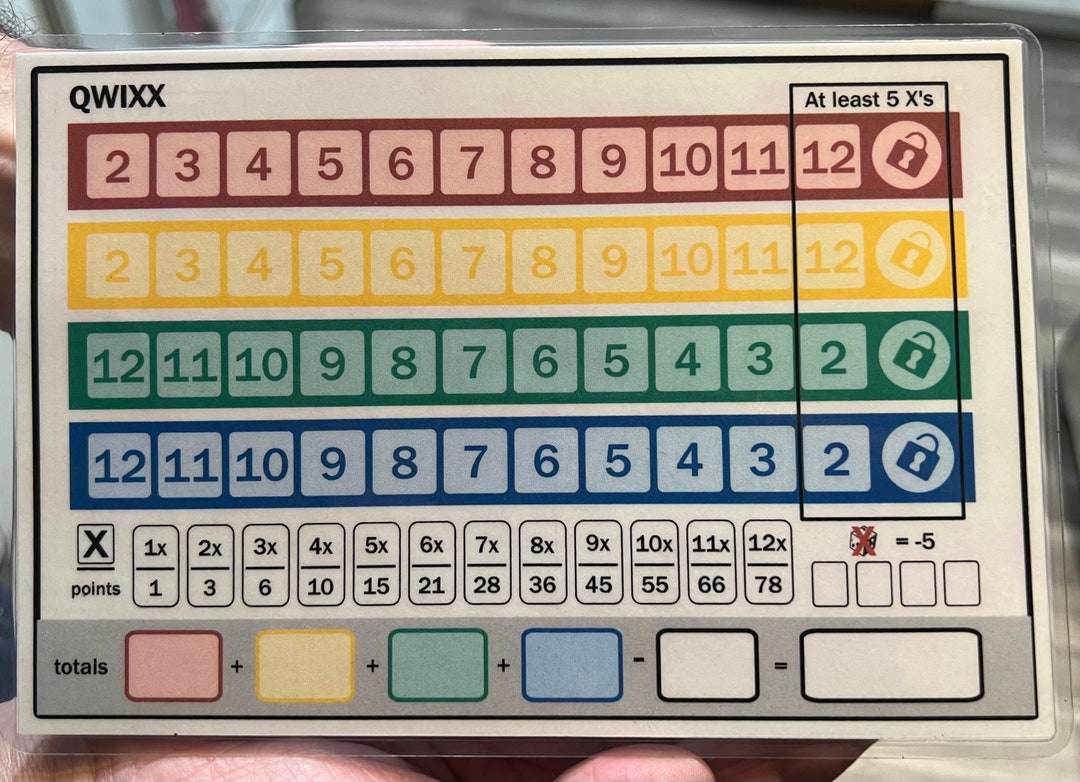 QWIXX
At least 5 X's
2 3 4 5 6 7 8 9 10 11 12
2 3 4 5 6 7 8 9 10 11 12
12 11 10 9 8 7 6 5 4 3 2
12 11 10 9 8 7 6 5 4 3 2
X 1x 2x 3x 4x 5x 6x 7x 8x 9x 10x 11x 12x
points 1 3 6 10 15 21 28 36 45 55 66 78
X = -5
totals + + + - =